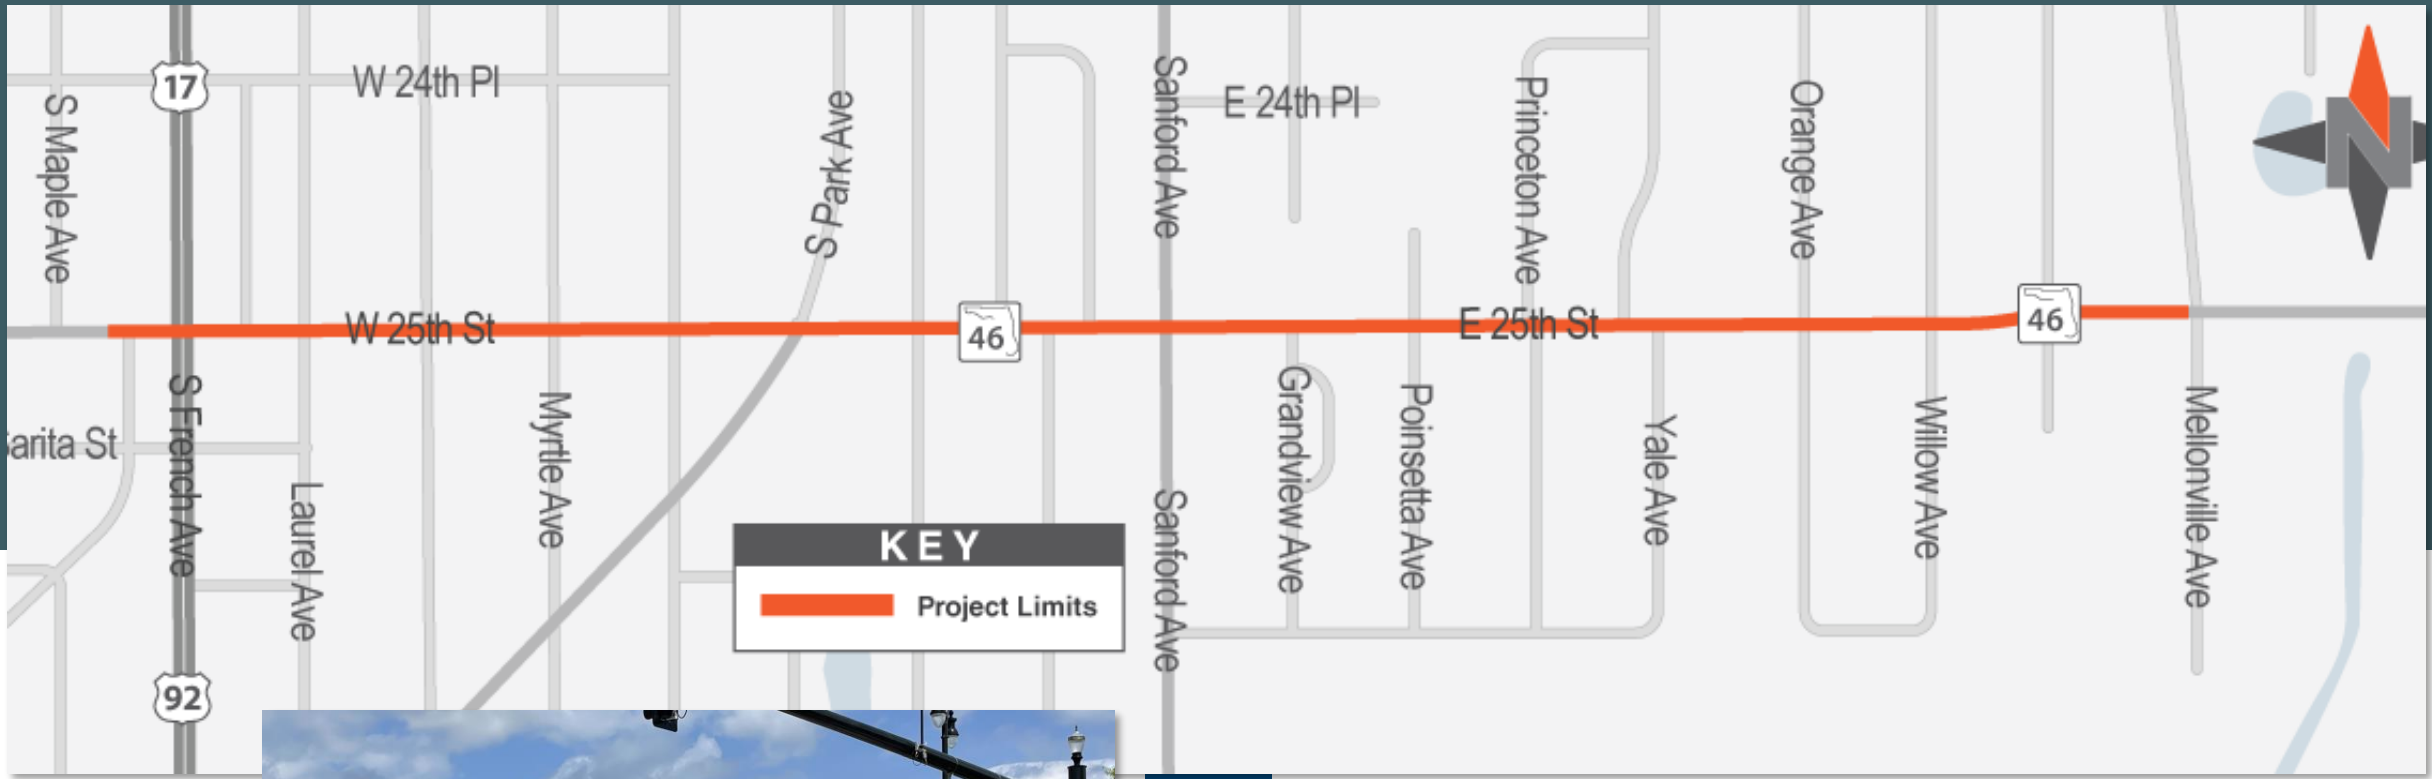 17
W 24th Pl
S Maple Ave
S Park Ave
Sanford Ave
E 24th Pl
Princeton Ave
Orange Ave
N
W 25th St
46
E 25th St
46
S French Ave
Sarita St
Laurel Ave
Myrtle Ave
Grandview Ave
Poinsetta Ave
Yale Ave
Willow Ave
Mellonville Ave
Sanford Ave
KEY
Project Limits
92